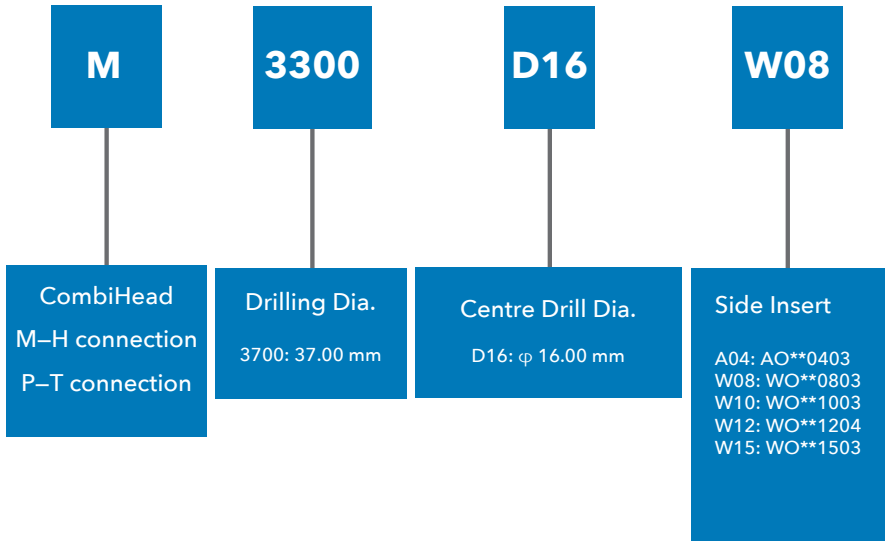 M
3300
D16
W08
CombiHead
M–H connection
P–T connection
Drilling Dia.
3700: 37.00 mm
Centre Drill Dia.
D16: φ 16.00 mm
Side Insert
A04: AO**0403
W08: WO**0803
W10: WO**1003
W12: WO**1204
W15: WO**1503